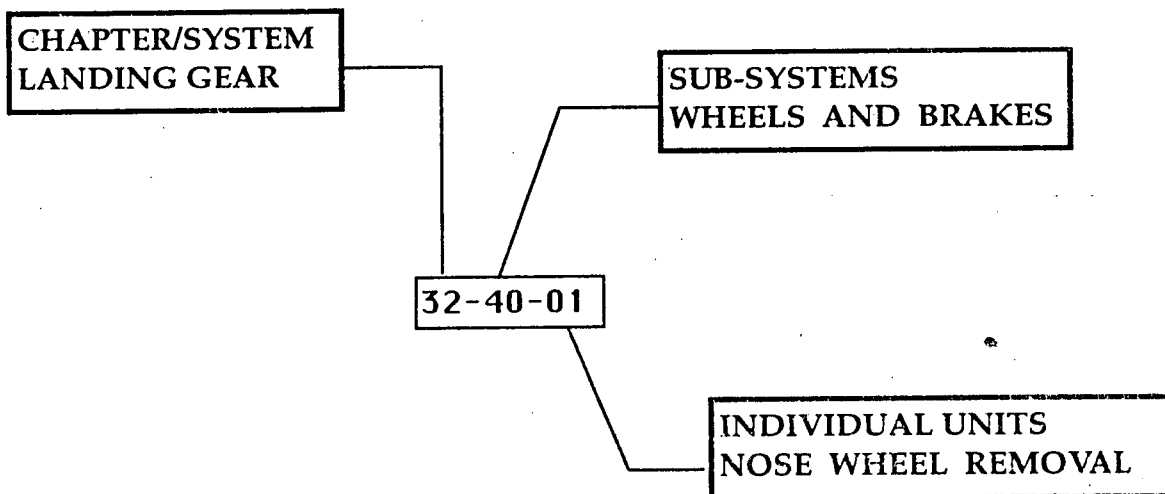 CHAPTER/SYSTEM
LANDING GEAR
SUB-SYSTEMS
WHEELS AND BRAKES
32-40-01
INDIVIDUAL UNITS
NOSE WHEEL REMOVAL